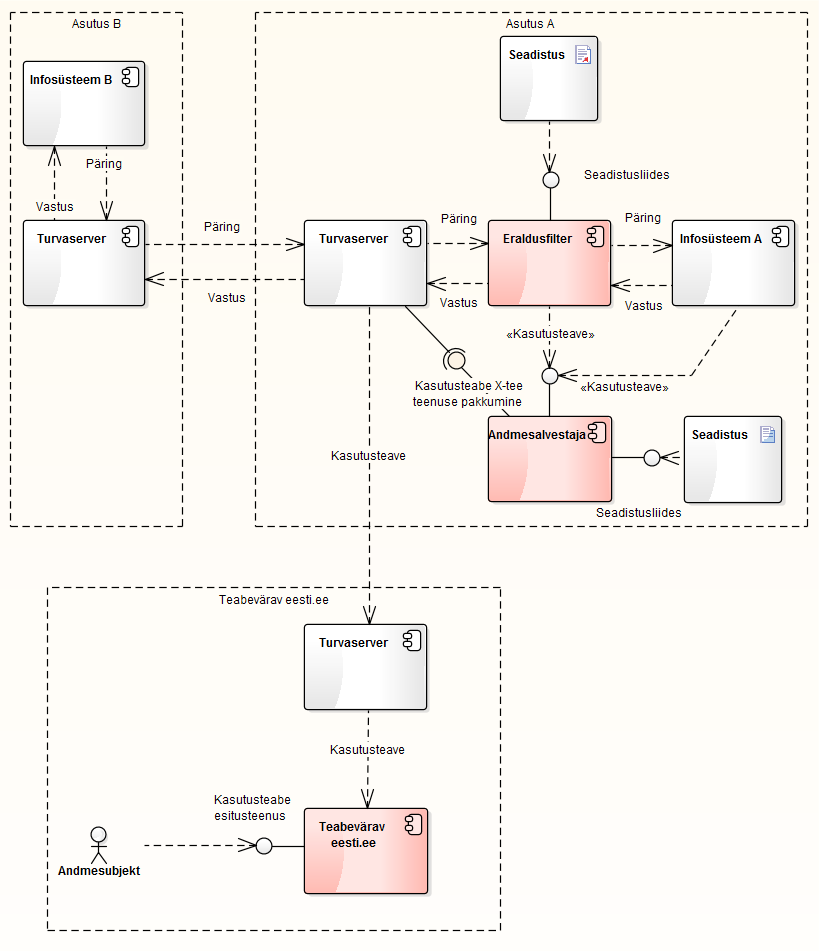 Asutus B
Asutus A
Seadistus
Infosüsteem B
Päring
Seadistusliides
Vastus
Turvaserver
Päring
Turvaserver
Päring
Eraldusfilter
Päring
Infosüsteem A
Vastus
Vastus
Vastus
«Kasutusteave»
Kasutusteabe X-tee
teenuse pakkumine
«Kasutusteave»
Andmesalvestaja
Seadistus
Kasutusteave
Seadistusliides
Teabevärav eesti.ee
Turvaserver
Kasutusteave
Kasutusteabe
esitusteenus
Teabevärav
eesti.ee
Andmesubjekt